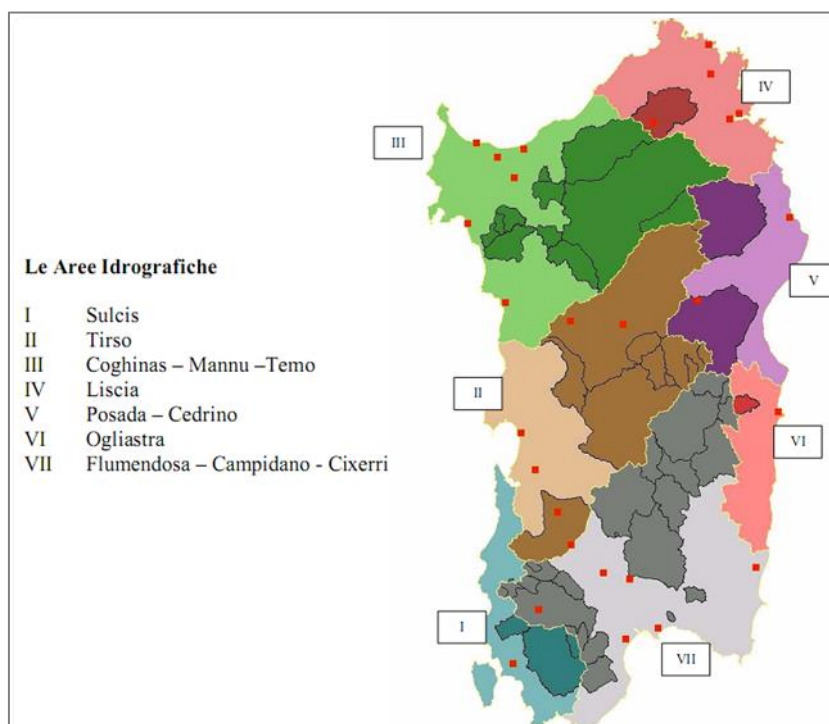 Le Aree Idrografiche
I Sulcis
II Tirso
III Coghinas – Mannu –Temo
IV Liscia
V Posada – Cedrino
VI Ogliastra
VII Flumendosa – Campidano - Cixerri
IV
III
V
II
VI
I
VII